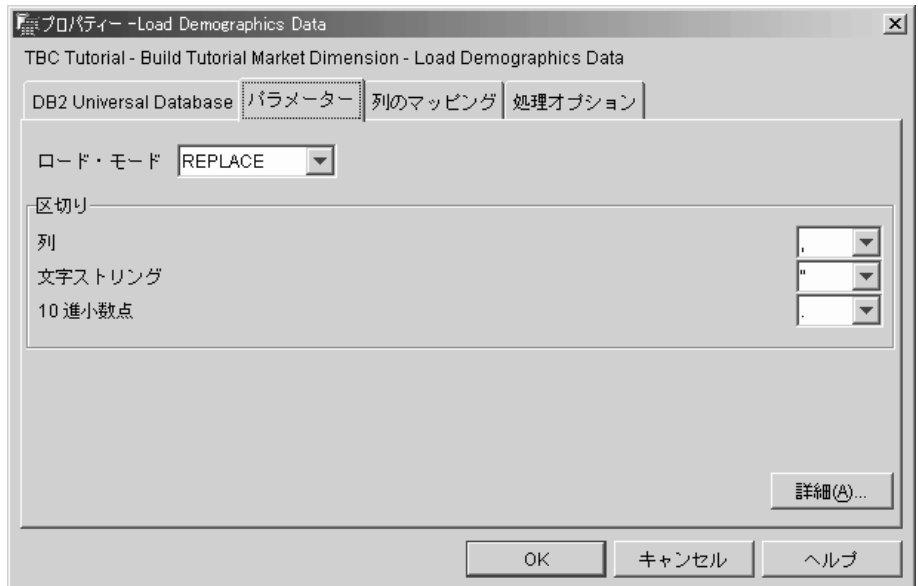 プロパティー -Load Demographics Data
TBC Tutorial - Build Tutorial Market Dimension - Load Demographics Data
DB2 Universal Database パラメーター 列のマッピング 処理オプション
ロード・モード REPLACE
区切り
列 ,
文字ストリング "
10 進小数点 .
詳細(A)...
OK キャンセル ヘルプ